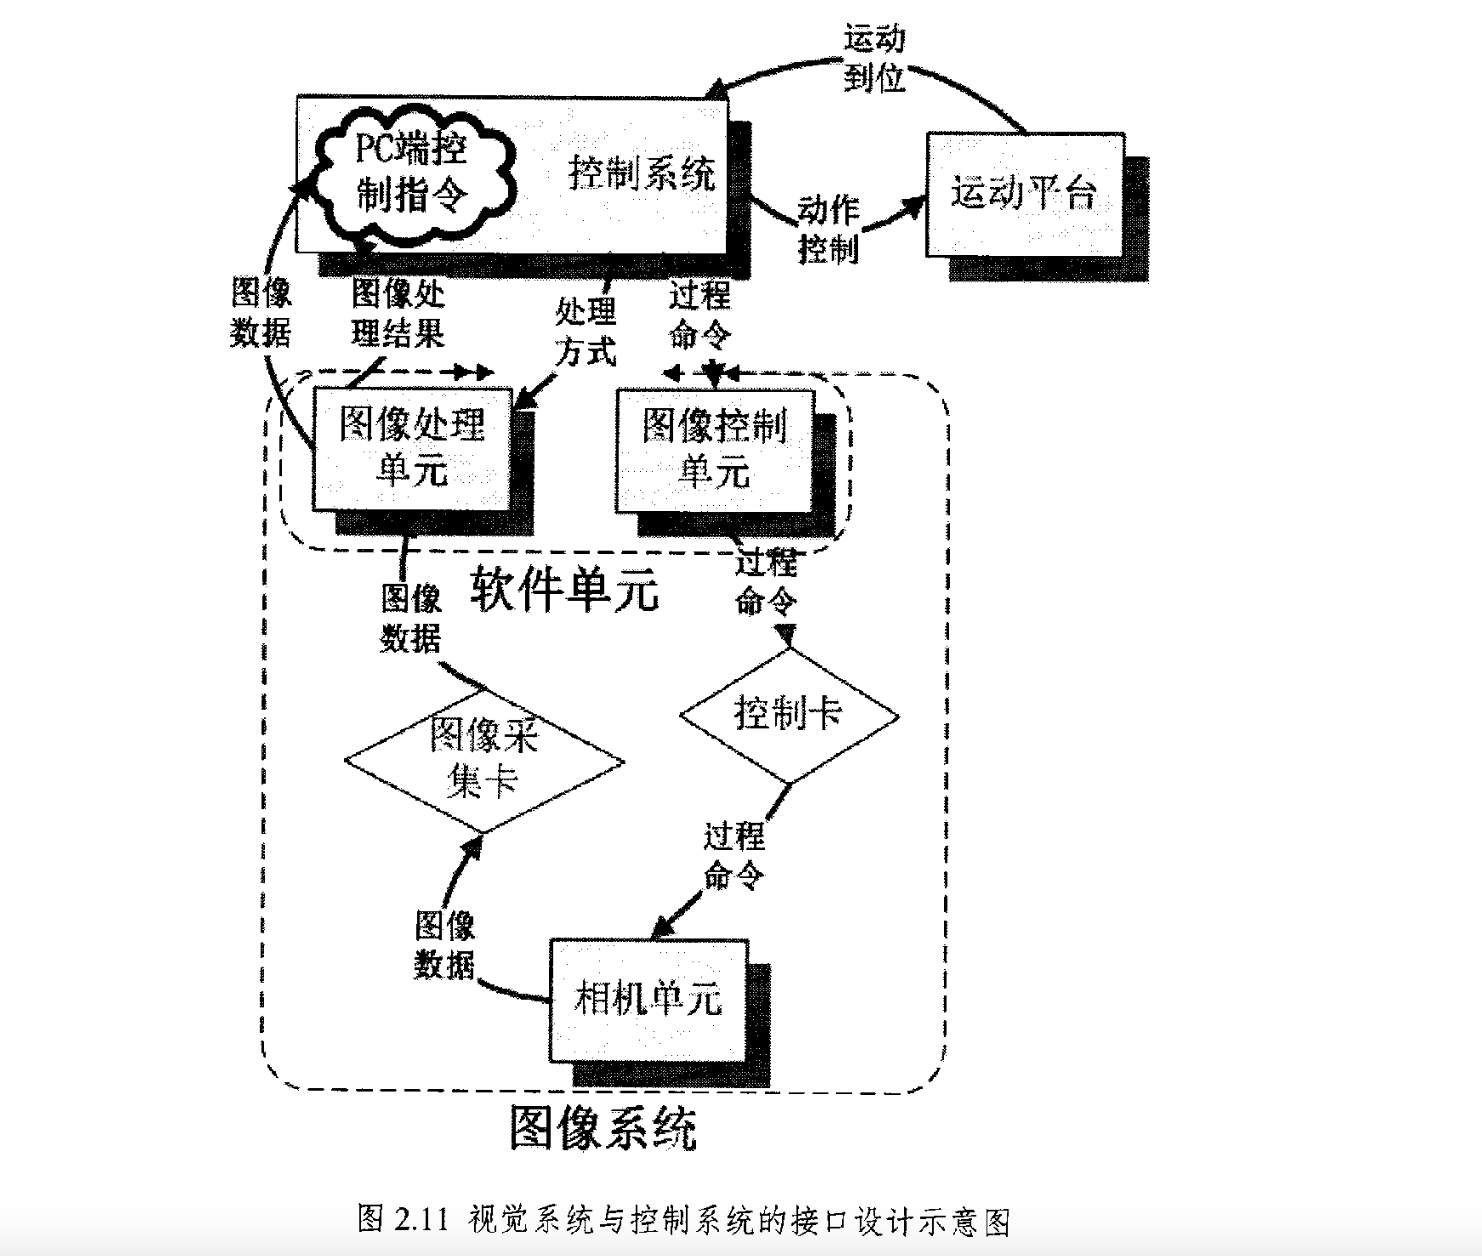 运动
到位
PC端控
制指令
控制系统
运动平台
动作
控制
图像
数据
图像处
理结果
处理
方式
过程
命令
图像处理
单元
图像控制
单元
软件单元
过程
命令
图像
数据
控制卡
图像采
集卡
过程
命令
图像
数据
相机单元
图像系统
图 2.11 视觉系统与控制系统的接口设计示意图